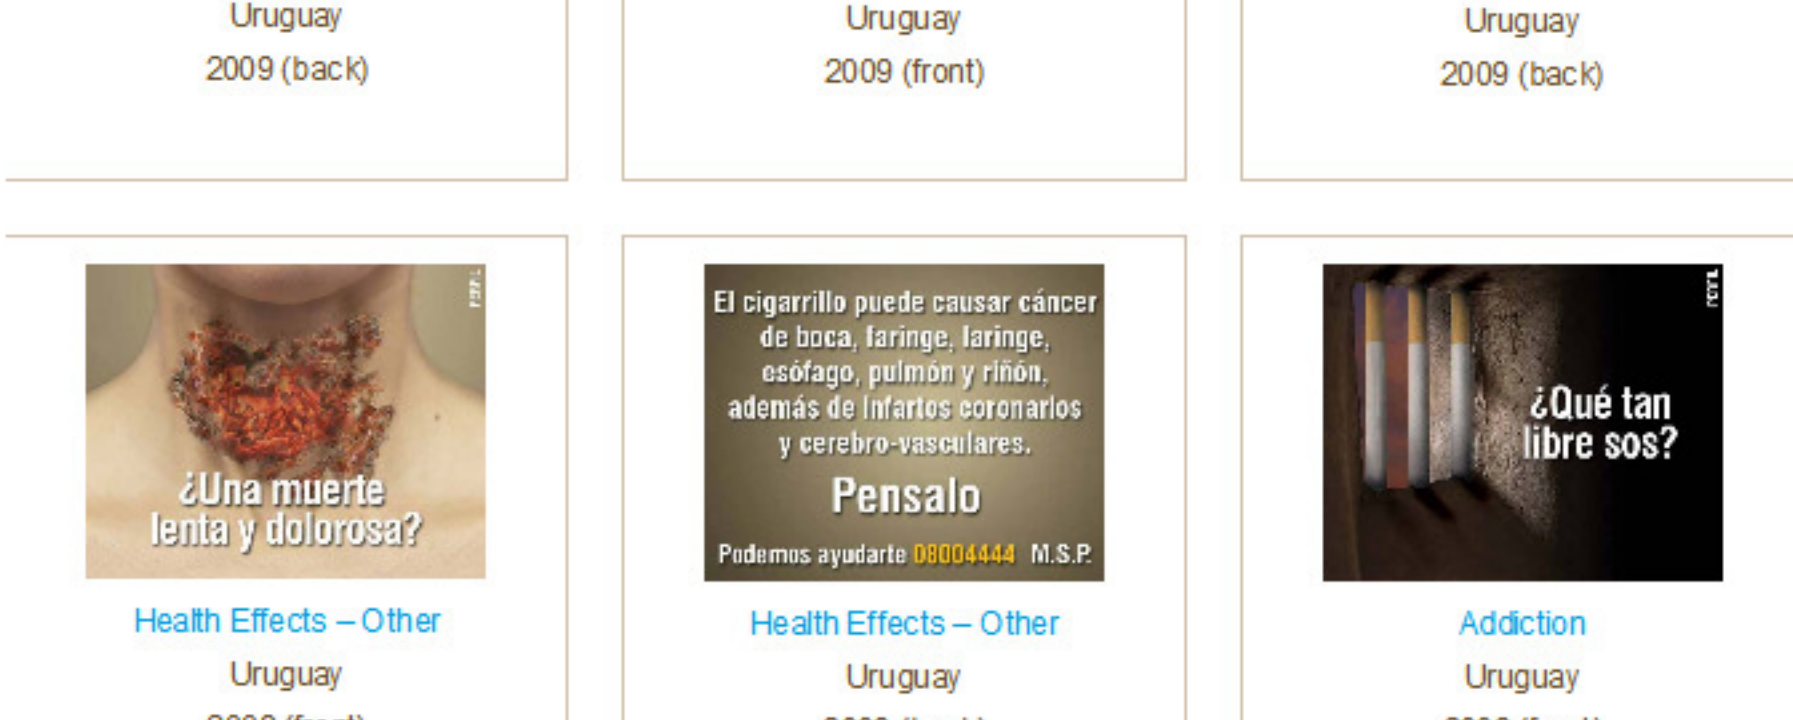 Uruguay
2009 (back)
Uruguay
2009 (front)
Uruguay
2009 (back)
¿Una muerte
lenta y dolorosa?
Health Effects – Other
Uruguay
El cigarrillo puede causar cáncer
de boca, faringe, laringe,
esófago, pulmón y riñón,
además de infartos coronarios
y cerebro-vasculares.
Pensalo
Podemos ayudarte 08004444 M.S.P.
Health Effects – Other
Uruguay
¿Qué tan
libre sos?
Addiction
Uruguay